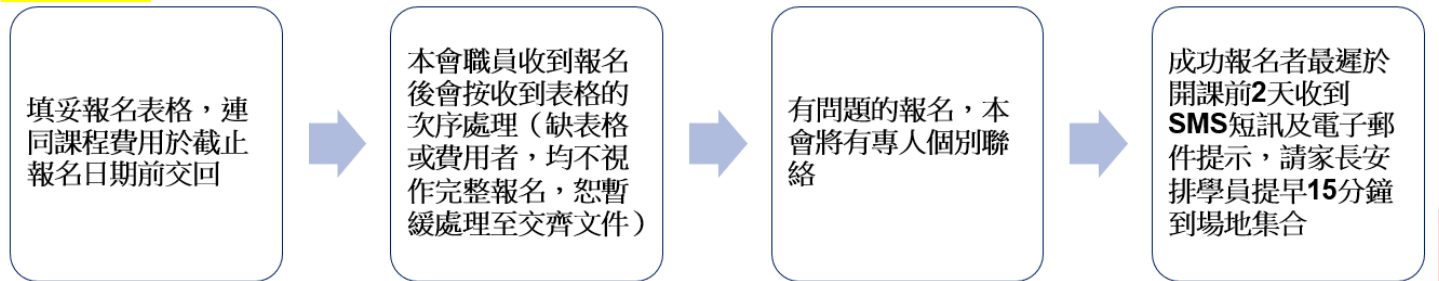 填妥報名表格，連
同課程費用於截止
報名日期前交回
本會職員收到報名
後會按收到表格的
次序處理（缺表格
或費用者，均不視
作完整報名，恕暫
緩處理至交齊文件）
有問題的報名，本
會將有專人個別聯
絡
成功報名者最遲於
開課前2天收到
SMS短訊及電子郵
件提示，請家長安
排學員提早15分鐘
到場地集合